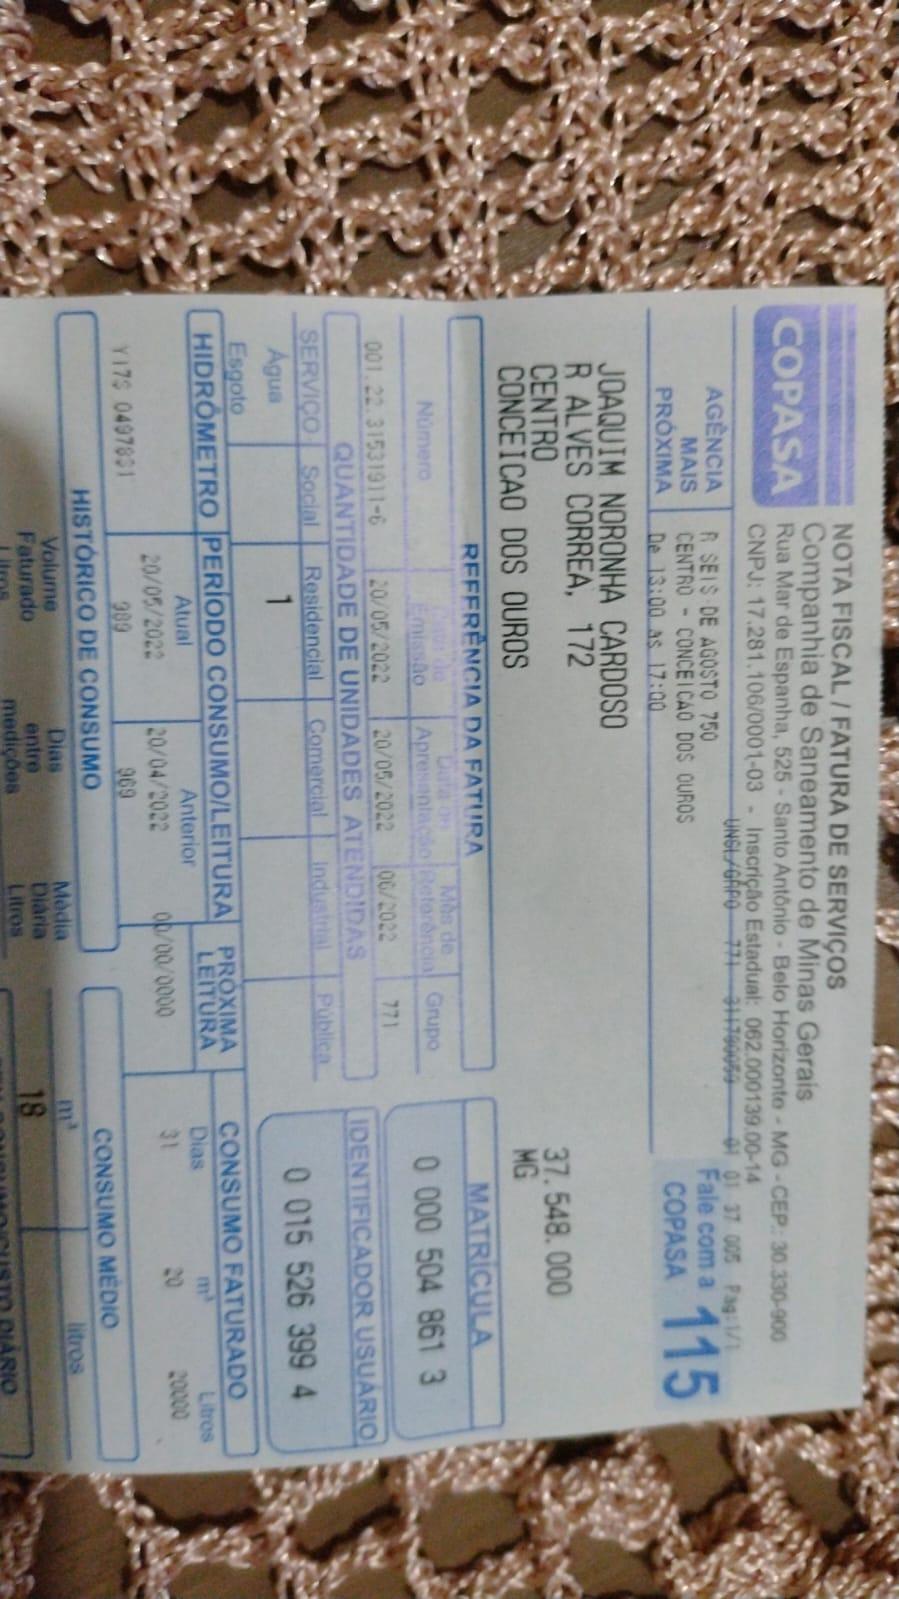 COPASA
NOTA FISCAL / FATURA DE SERVIÇOS
Companhia de Saneamento de Minas Gerais
Rua Mar de Espanha, 525 - Santo Antônio - Belo Horizonte - MG - CEP.: 30.330-900
CNPJ: 17.281.106/0001-03 - Inscrição Estadual: 062.000139.00-14
UNSL/GRPO 771 311780050 01 01 37 005 Pag:1/1
AGÊNCIA MAIS PRÓXIMA
R SEIS DE AGOSTO 750
CENTRO - CONCEICAO DOS OUROS
De 13:00 as 17:00
Fale com a COPASA 115
JOAQUIM NORONHA CARDOSO
R ALVES CORREA, 172
CENTRO 37.548.000
CONCEICAO DOS OUROS MG
REFERÊNCIA DA FATURA
MATRÍCULA
Número Data de Emissão Data de Apresentação Mês de Referência Grupo
0 000 504 861 3
001.22.31531911-6 20/05/2022 20/05/2022 06/2022 771
QUANTIDADE DE UNIDADES ATENDIDAS
IDENTIFICADOR USUÁRIO
SERVIÇO Social Residencial Comercial Industrial Pública
Água 1
0 015 526 399 4
Esgoto
HIDRÔMETRO PERÍODO CONSUMO/LEITURA PRÓXIMA LEITURA CONSUMO FATURADO
Atual Anterior Dias m³ Litros
20/05/2022 20/04/2022 00/00/0000 31 20 20000
Y17S 0497831 989 969
HISTÓRICO DE CONSUMO
CONSUMO MÉDIO
Volume Faturado Litros
Dias entre medições
Média Diária Litros
m³ litros
18
CUSTO DIÁRIO